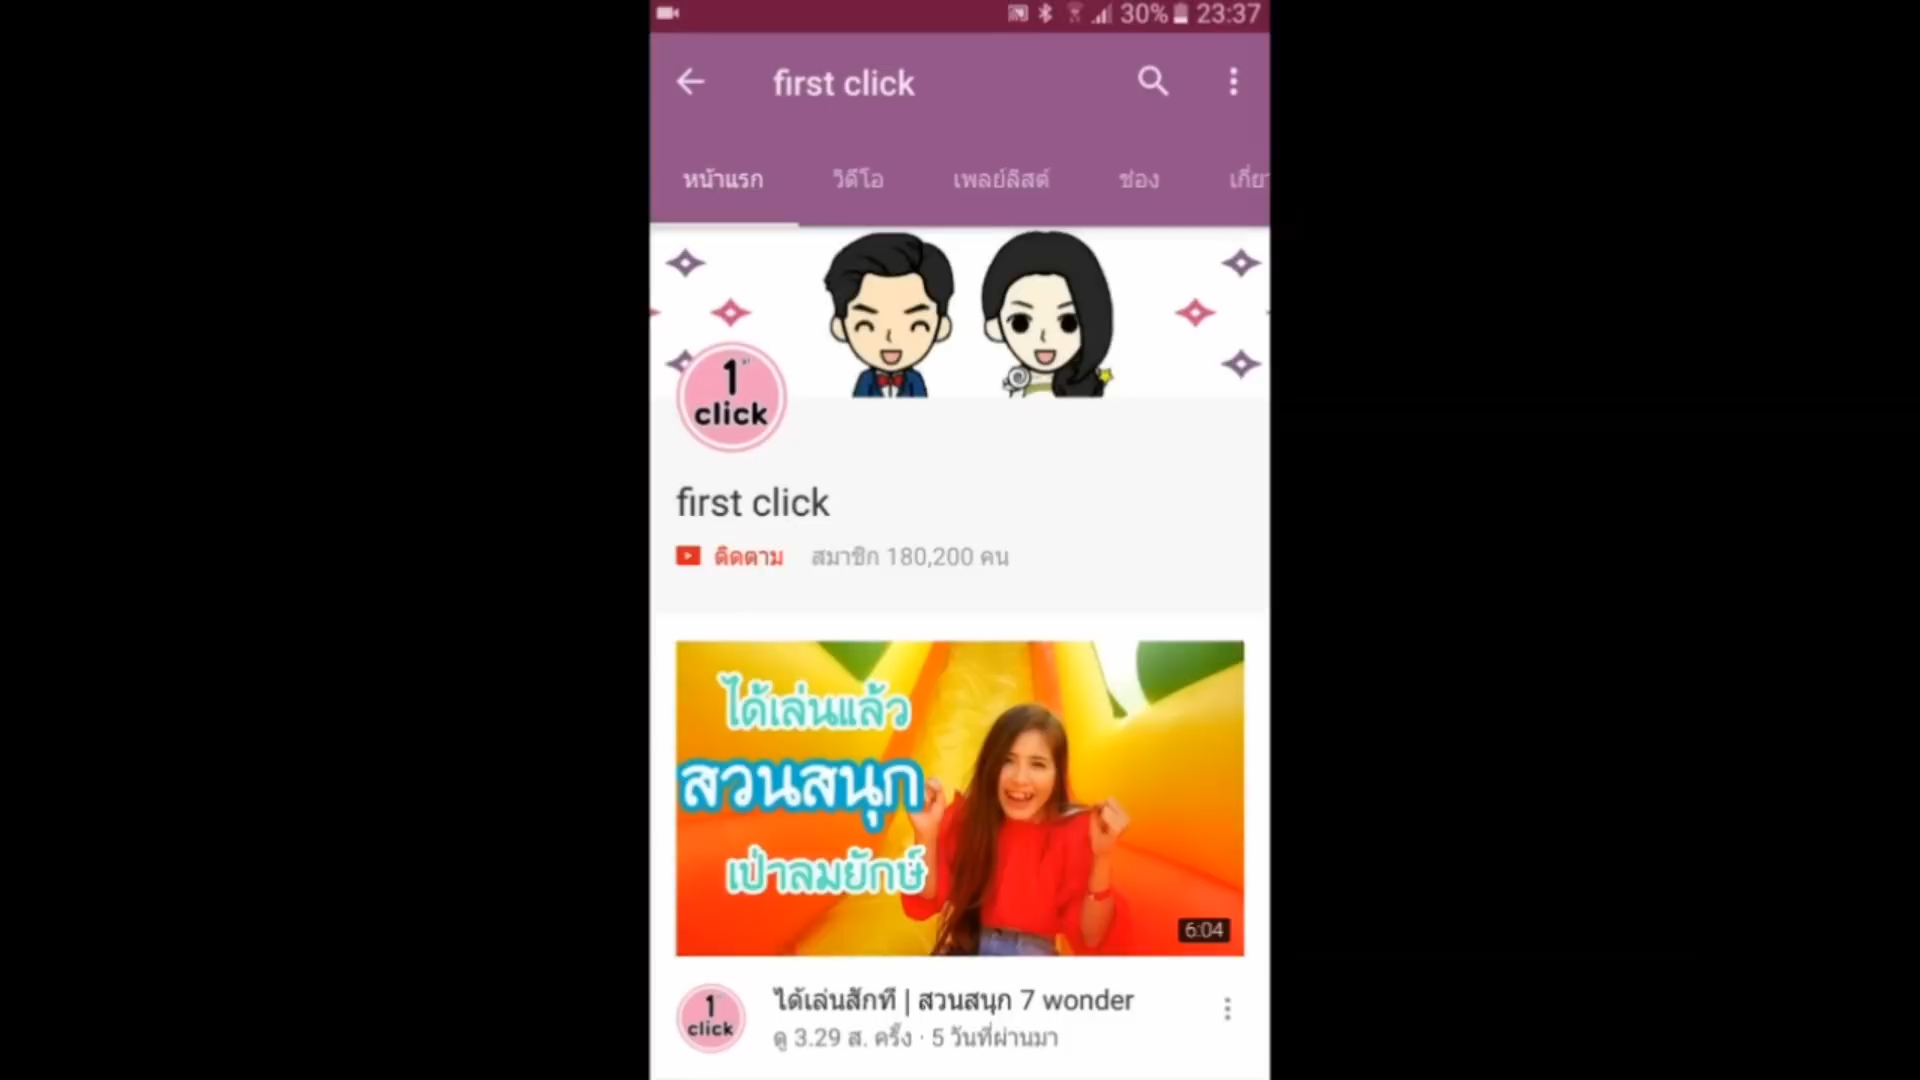 30% 23:37
first click
หน้าแรก วิดีโอ เพลย์ลิสต์ ช่อง เกี่ยว
1st
click
first click
ติดตาม สมาชิก 180,200 คน
ได้เล่นแล้ว
สวนสนุก
เป่าลมยักษ์
6:04
1
click
ได้เล่นสักที | สวนสนุก 7 wonder
ดู 3.29 ส. ครั้ง · 5 วันที่ผ่านมา